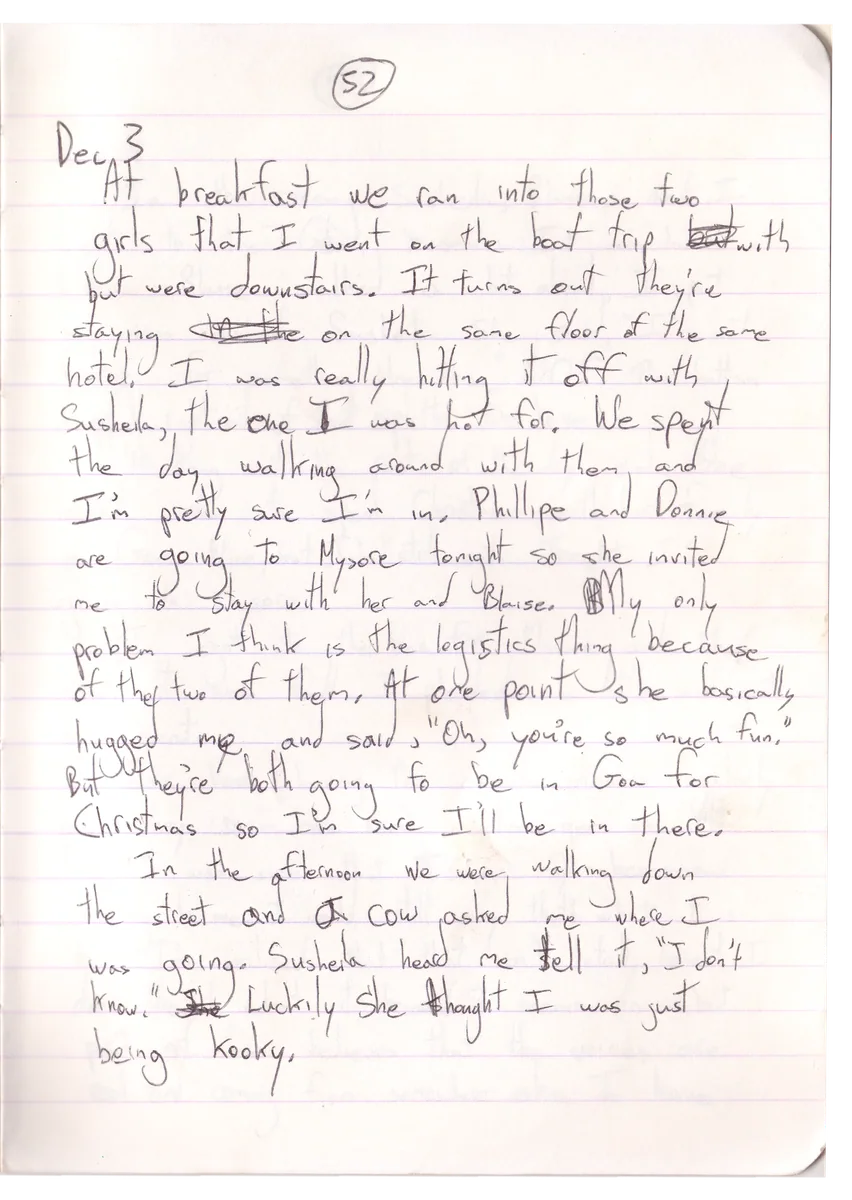 52
Dec 3
At breakfast we ran into those two
girls that I went on the boat trip with
but were downstairs. It turns out they're
staying on the same floor of the same
hotel. I was really hitting it off with
Susheila, the one I was hot for. We spent
the day walking around with them and
I'm pretty sure I'm in. Phillipe and Donnie
are going to Mysore tonight so she invited
me to stay with her and Blaise. My only
problem I think is the logistics thing because
of the two of them. At one point she basically
hugged me and said, "Oh, you're so much fun."
But they're both going to be in Goa for
Christmas so I'm sure I'll be in there.
In the afternoon we were walking down
the street and a cow asked me where I
was going. Susheila heard me tell it, "I don't
know." Luckily She thought I was just
being kooky.